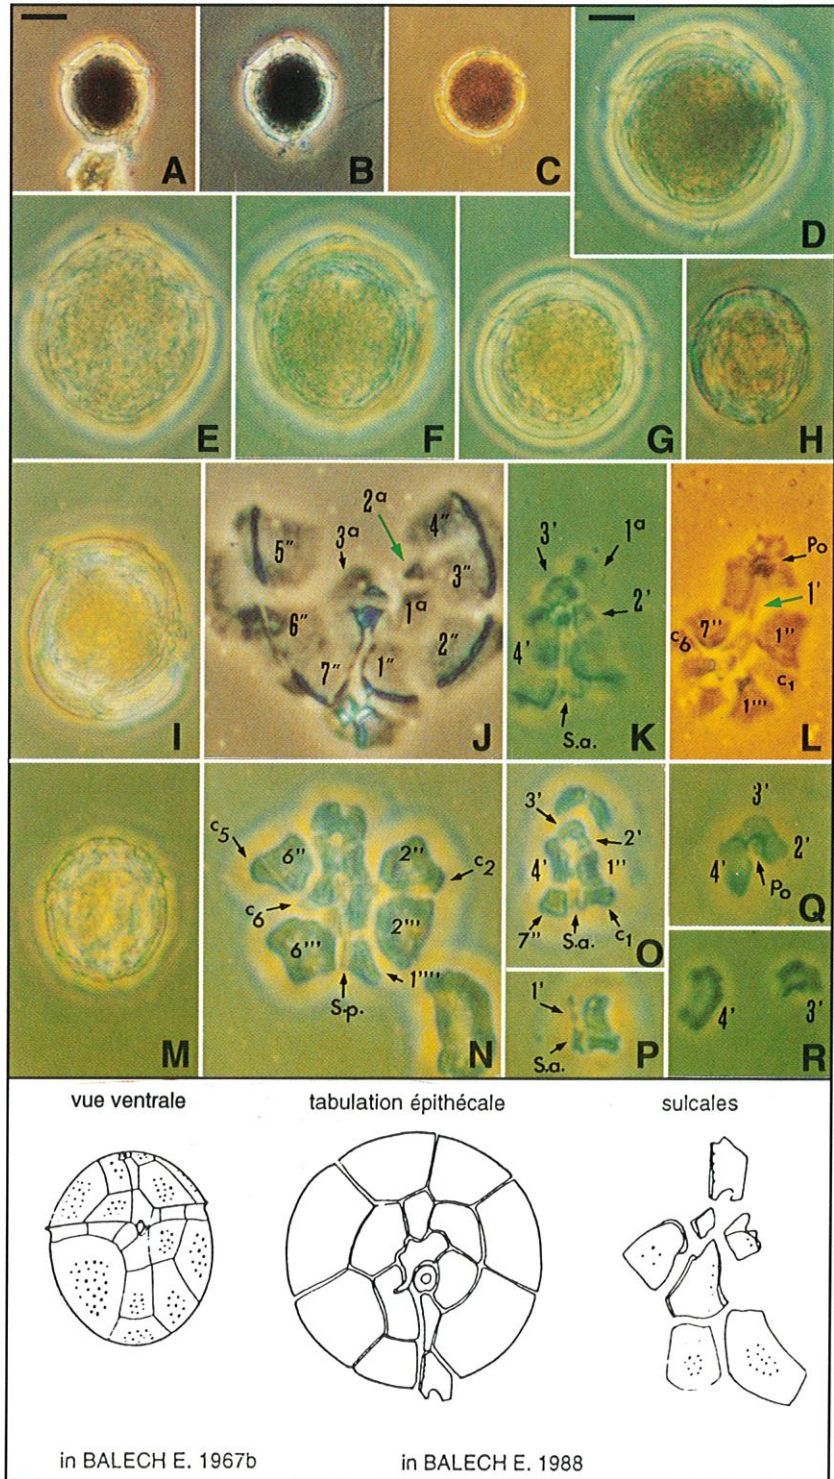 A
B
C
D
E
F
G
H
I
5'' 3ᵃ 2ᵃ 4''
3''
6'' 1ᵃ
2''
7'' 1''
J
3' 1ᵃ
2'
4'
S.a.
K
Po
1'
7'' 1''
c6
c1
1'''
L
M
c5 6'' 2'' c2
c6
6''' 2'''
S.p. 1''''
N
3' 2'
4' 1''
7'' S.a. c1
O
1'
S.a.
P
3'
4' 2'
Po
Q
4' 3'
R
vue ventrale tabulation épithécale sulcales
in BALECH E. 1967b in BALECH E. 1988